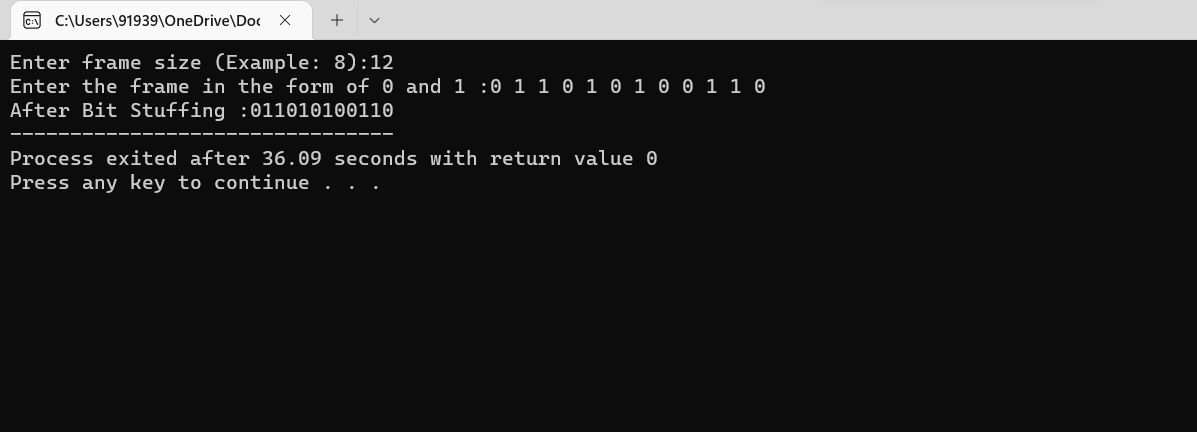 C:\Users\91939\OneDrive\Doc
Enter frame size (Example: 8):12
Enter the frame in the form of 0 and 1 :0 1 1 0 1 0 1 0 0 1 1 0
After Bit Stuffing :011010100110
--------------------------------
Process exited after 36.09 seconds with return value 0
Press any key to continue . . .